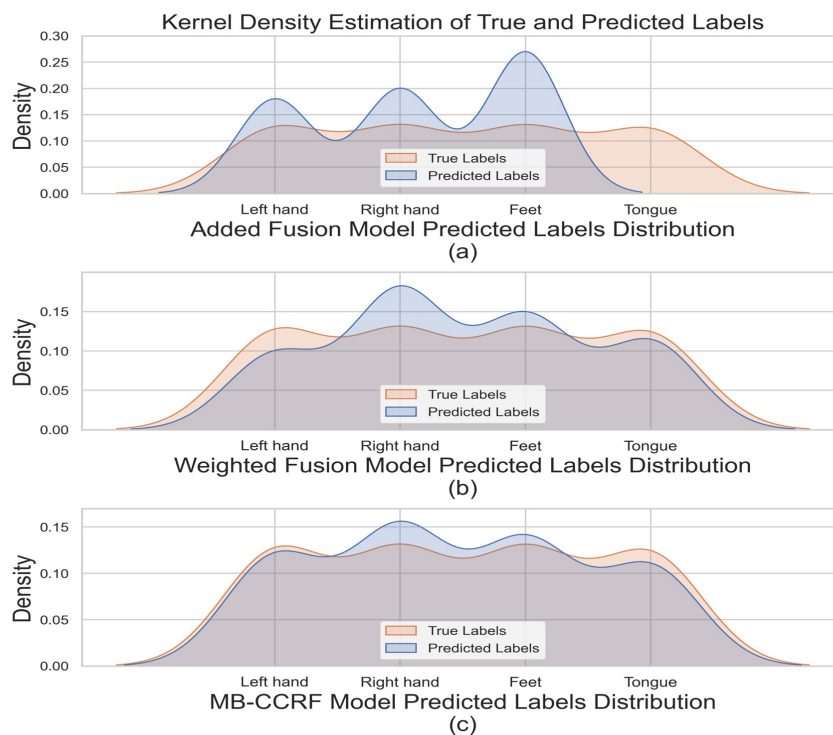 Kernel Density Estimation of True and Predicted Labels
0.30
0.25
0.20
0.15
0.10
0.05
0.00
Density
True Labels
Predicted Labels
Left hand Right hand Feet Tongue
Added Fusion Model Predicted Labels Distribution
(a)
0.15
0.10
0.05
0.00
Density
True Labels
Predicted Labels
Left hand Right hand Feet Tongue
Weighted Fusion Model Predicted Labels Distribution
(b)
0.15
0.10
0.05
0.00
Density
True Labels
Predicted Labels
Left hand Right hand Feet Tongue
MB-CCRF Model Predicted Labels Distribution
(c)